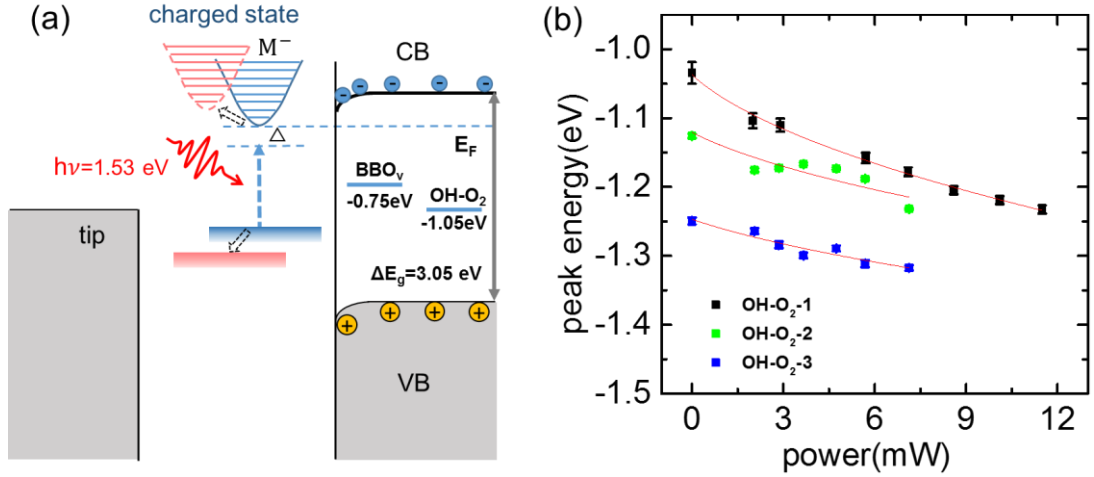 (a)
charged state
M⁻
CB
Δ
E_F
hν=1.53 eV
BBO_v
-0.75eV
OH-O₂
-1.05eV
tip
ΔE_g=3.05 eV
VB
(b)
peak energy(eV)
-1.0
-1.1
-1.2
-1.3
-1.4
-1.5
OH-O₂-1
OH-O₂-2
OH-O₂-3
0 3 6 9 12
power(mW)